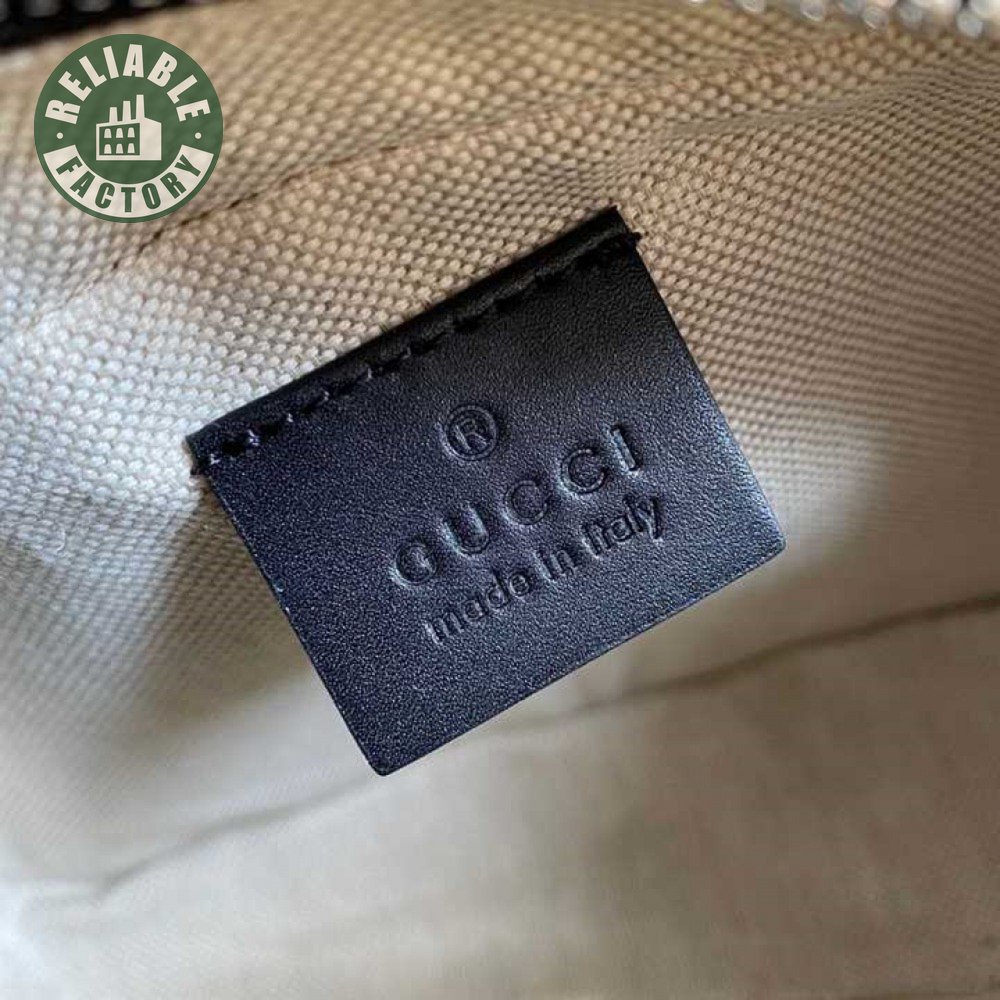 RELIABLE
FACTORY
®
GUCCI
made in italy